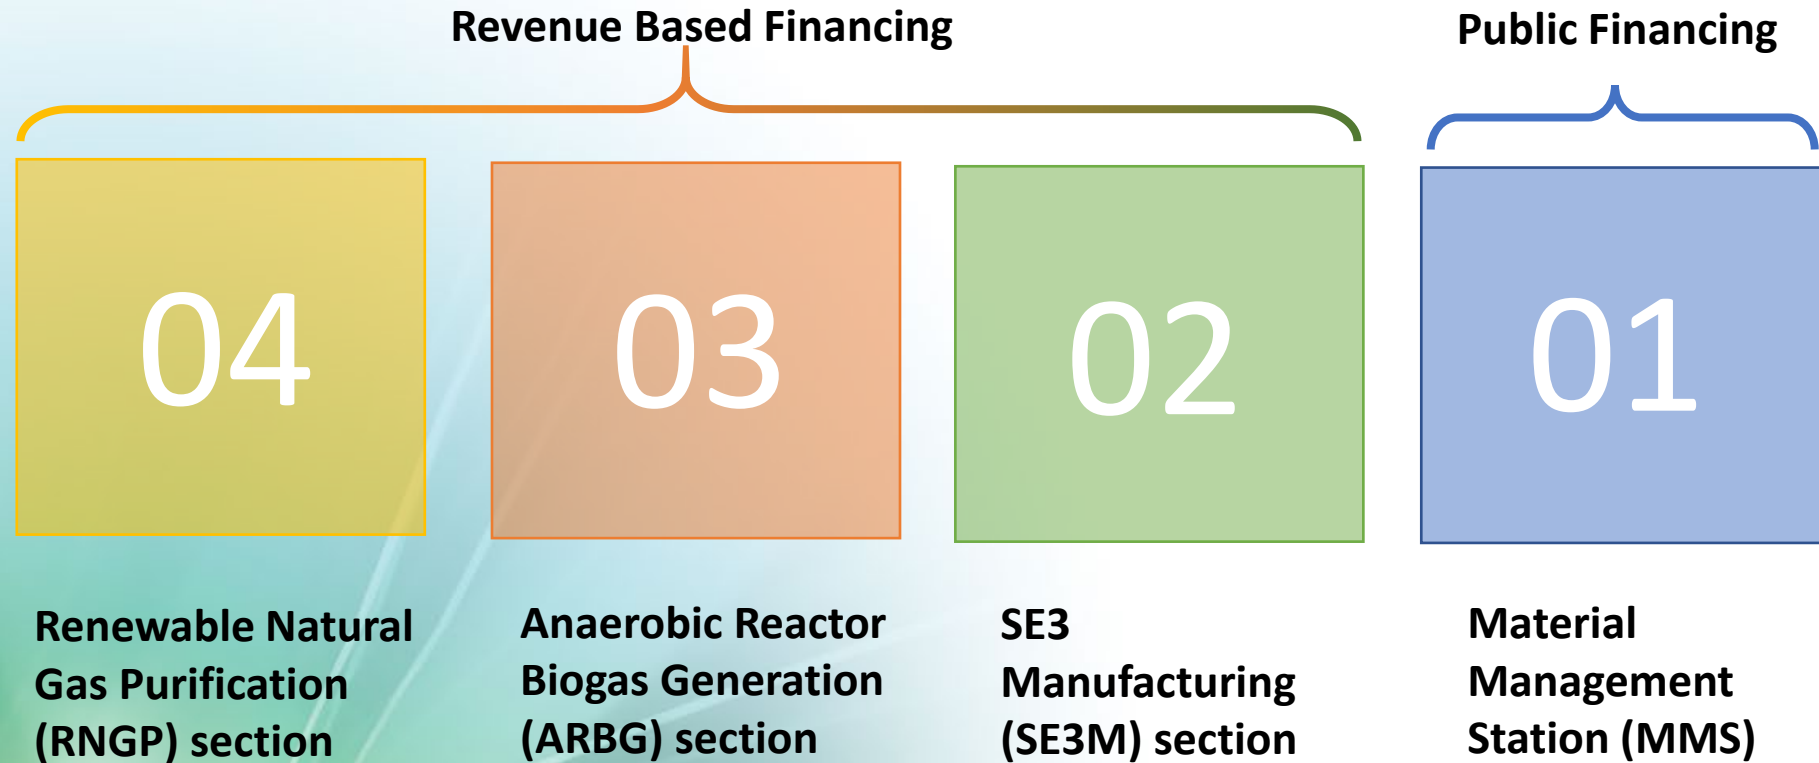 Revenue Based Financing
Public Financing
04
03
02
01
Renewable Natural
Gas Purification
(RNGP) section
Anaerobic Reactor
Biogas Generation
(ARBG) section
SE3
Manufacturing
(SE3M) section
Material
Management
Station (MMS)